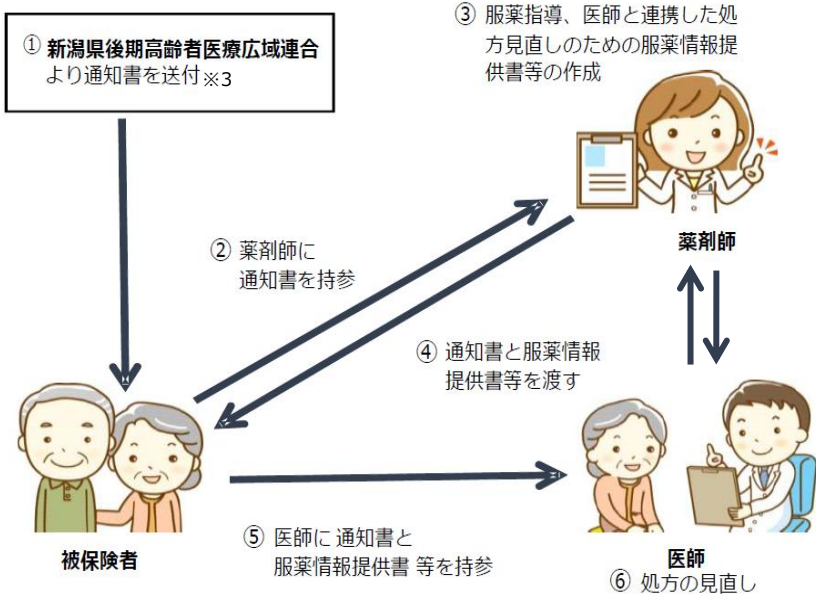 ① 新潟県後期高齢者医療広域連合
より通知書を送付※3
③ 服薬指導、医師と連携した処
方見直しのための服薬情報提
供書等の作成
薬剤師
② 薬剤師に
通知書を持参
④ 通知書と服薬情報
提供書等を渡す
被保険者
⑤ 医師に 通知書と
服薬情報提供書 等を持参
医師
⑥ 処方の見直し